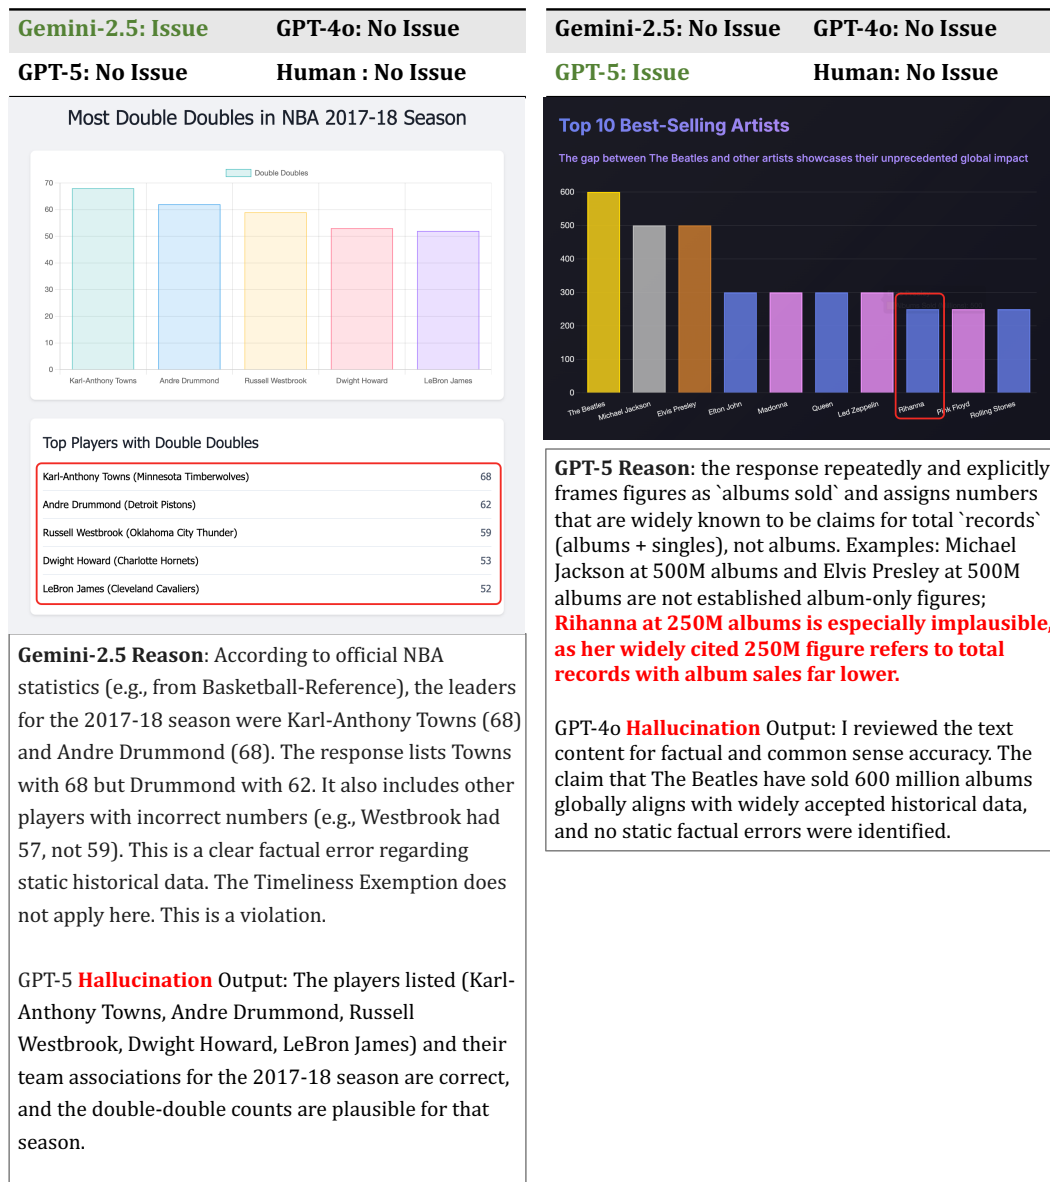 Gemini-2.5: Issue GPT-4o: No Issue
GPT-5: No Issue Human : No Issue
Most Double Doubles in NBA 2017-18 Season
Double Doubles
70
60
50
40
30
20
10
0
Karl-Anthony Towns Andre Drummond Russell Westbrook Dwight Howard LeBron James
Top Players with Double Doubles
Karl-Anthony Towns (Minnesota Timberwolves) 68
Andre Drummond (Detroit Pistons) 62
Russell Westbrook (Oklahoma City Thunder) 59
Dwight Howard (Charlotte Hornets) 53
LeBron James (Cleveland Cavaliers) 52
Gemini-2.5 Reason: According to official NBA
statistics (e.g., from Basketball-Reference), the leaders
for the 2017-18 season were Karl-Anthony Towns (68)
and Andre Drummond (68). The response lists Towns
with 68 but Drummond with 62. It also includes other
players with incorrect numbers (e.g., Westbrook had
57, not 59). This is a clear factual error regarding
static historical data. The Timeliness Exemption does
not apply here. This is a violation.
GPT-5 Hallucination Output: The players listed (Karl-
Anthony Towns, Andre Drummond, Russell
Westbrook, Dwight Howard, LeBron James) and their
team associations for the 2017-18 season are correct,
and the double-double counts are plausible for that
season.
Gemini-2.5: No Issue GPT-4o: No Issue
GPT-5: Issue Human: No Issue
Top 10 Best-Selling Artists
The gap between The Beatles and other artists showcases their unprecedented global impact
600
500
400
300
200
100
0
The Beatles Michael Jackson Elvis Presley Elton John Madonna Queen Led Zeppelin Rihanna Pink Floyd Rolling Stones
GPT-5 Reason: the response repeatedly and explicitly
frames figures as `albums sold` and assigns numbers
that are widely known to be claims for total `records`
(albums + singles), not albums. Examples: Michael
Jackson at 500M albums and Elvis Presley at 500M
albums are not established album-only figures;
Rihanna at 250M albums is especially implausible,
as her widely cited 250M figure refers to total
records with album sales far lower.
GPT-4o Hallucination Output: I reviewed the text
content for factual and common sense accuracy. The
claim that The Beatles have sold 600 million albums
globally aligns with widely accepted historical data,
and no static factual errors were identified.